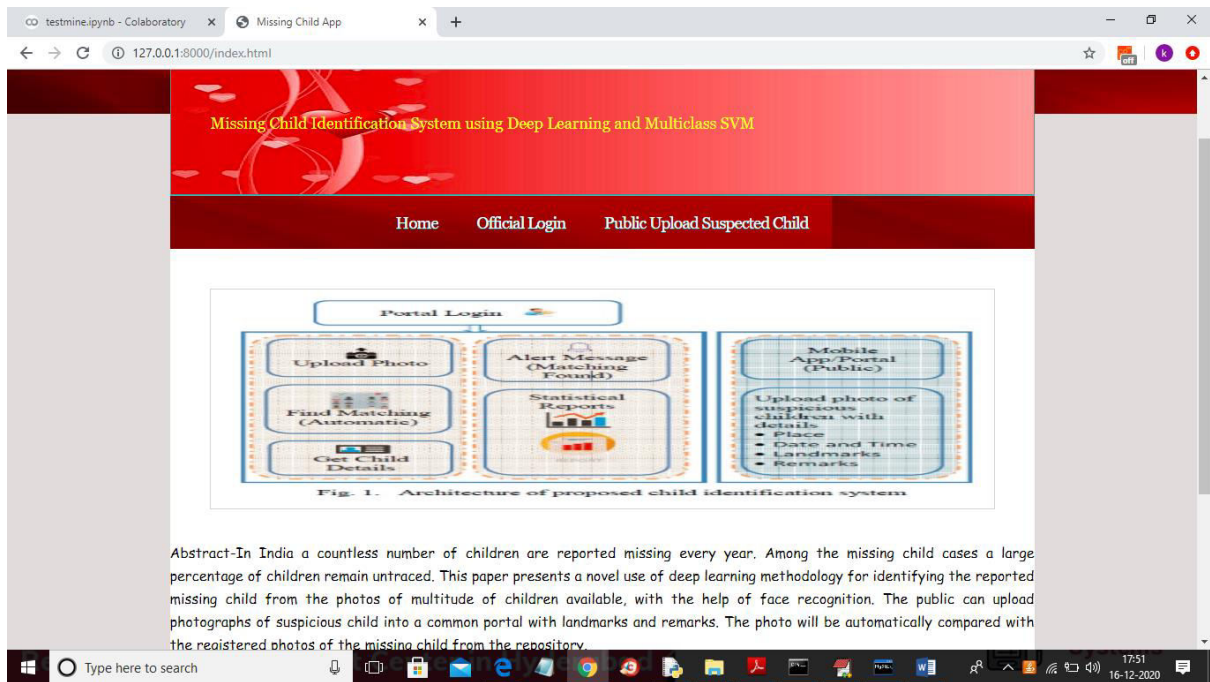 testmine.ipynb - Colaboratory
Missing Child App
127.0.0.1:8000/index.html
off
k
Missing Child Identification System using Deep Learning and Multiclass SVM
Home Official Login Public Upload Suspected Child
Portal Login
Upload Photo
Find Matching
(Automatic)
Get Child
Details
Alert Message
(Matching
Found)
Statistical
Reports
Mobile
App/Portal
(Public)
Upload photo of
suspicious
children with
details
• Place
• Date and Time
• Landmarks
• Remarks
Fig. 1. Architecture of proposed child identification system
Abstract-In India a countless number of children are reported missing every year. Among the missing child cases a large
percentage of children remain untraced. This paper presents a novel use of deep learning methodology for identifying the reported
missing child from the photos of multitude of children available, with the help of face recognition. The public can upload
photographs of suspicious child into a common portal with landmarks and remarks. The photo will be automatically compared with
the registered photos of the missing child from the repository.
Type here to search
17:51
16-12-2020